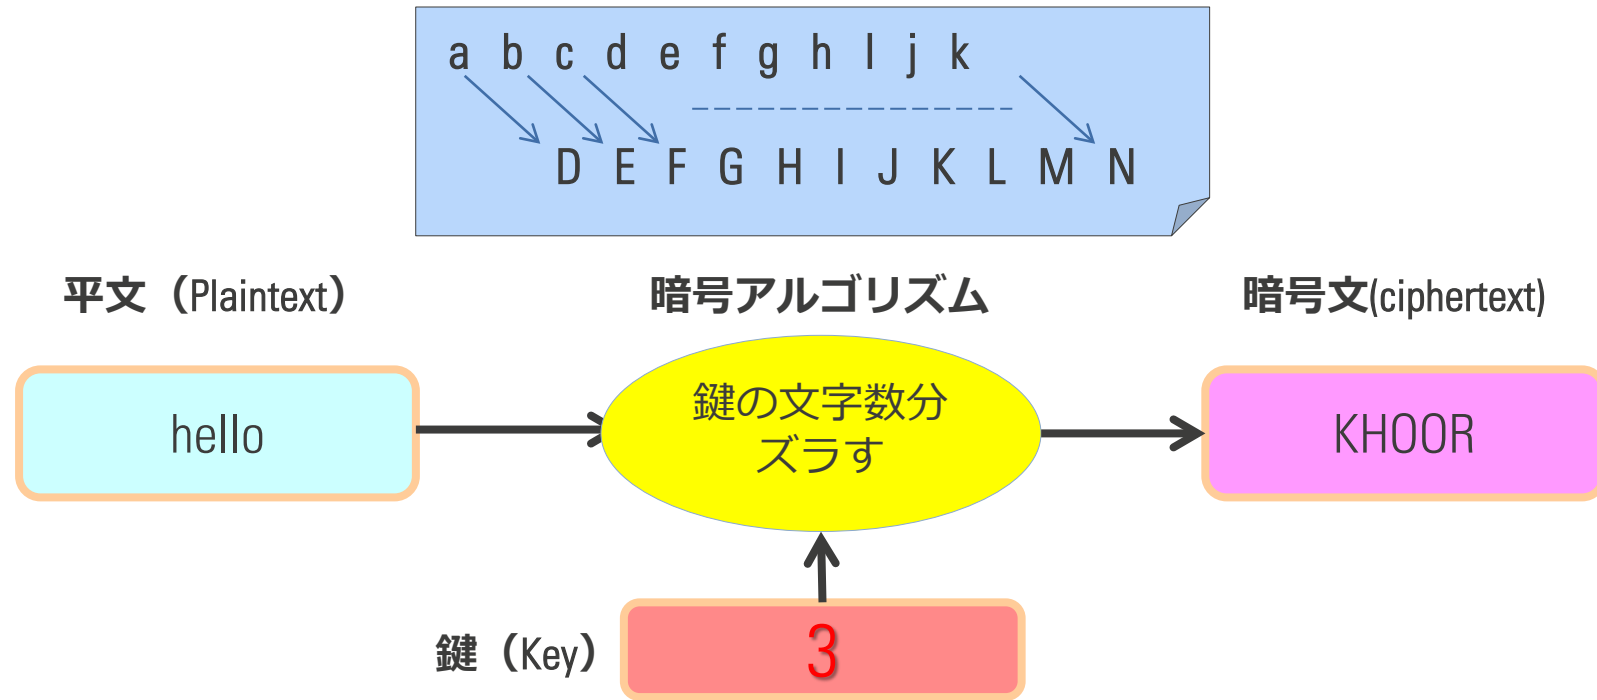 a b c d e f g h l j k
D E F G H I J K L M N
平文（Plaintext）
暗号アルゴリズム
暗号文(ciphertext)
hello
鍵の文字数分
ズラす
KHOOR
鍵（Key）
3